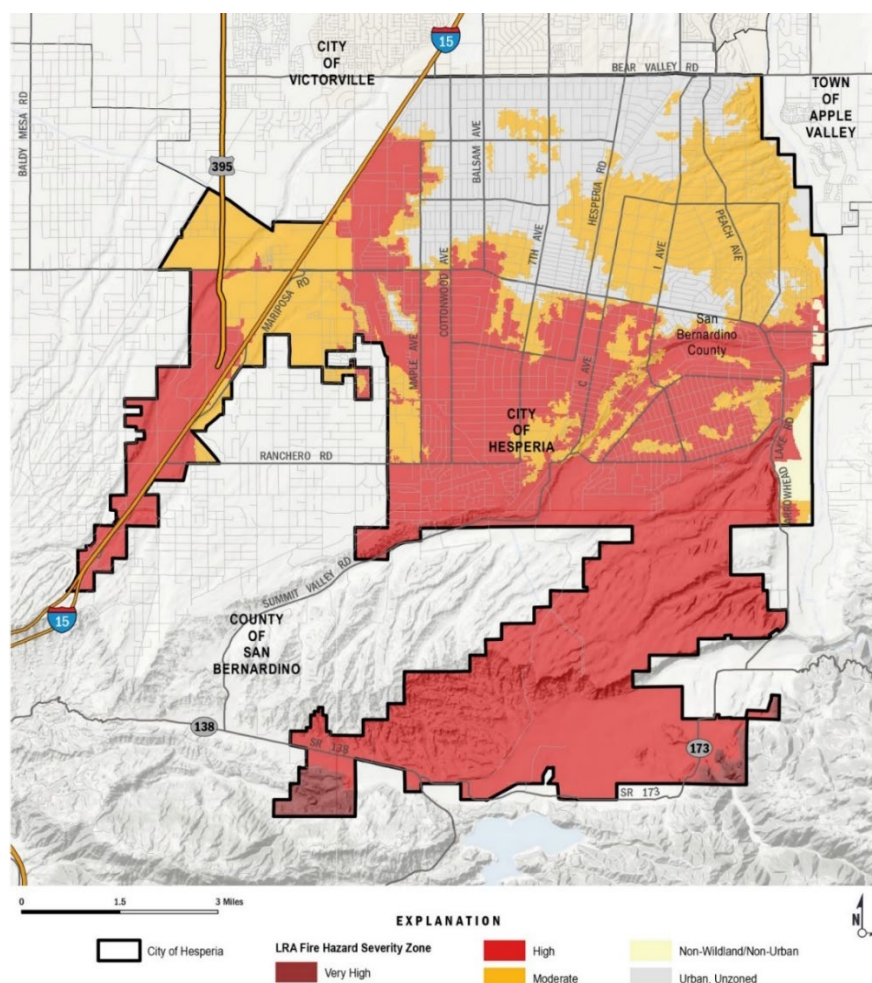 CITY
OF
VICTORVILLE
15
BEAR VALLEY RD
TOWN
OF
APPLE
VALLEY
BALDY MESA RD
395
BALSAM AVE
HESPERIA RD
PEACH AVE
7TH AVE
I AVE
COTTONWOOD AVE
MARIPOSA RD
San
Bernardino
County
MAPLE AVE
C AVE
CITY
OF
HESPERIA
RANCHERO RD
ARROWHEAD LAKE RD
SUMMIT VALLEY RD
15
COUNTY
OF
SAN
BERNARDINO
138
SR 138
173
SR 173
0 1.5 3 Miles
N
EXPLANATION
City of Hesperia
LRA Fire Hazard Severity Zone
Very High
High
Moderate
Non-Wildland/Non-Urban
Urban, Unzoned